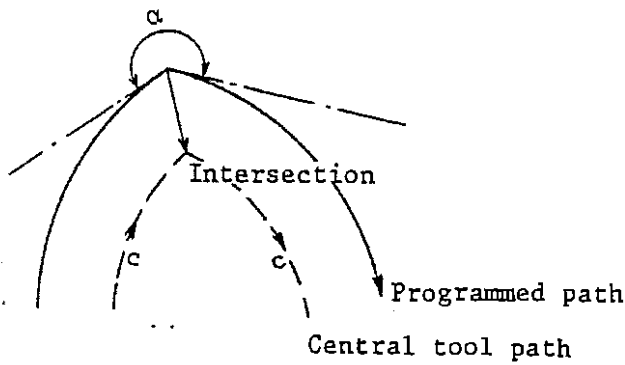 α
Intersection
c
c
Programmed path
Central tool path